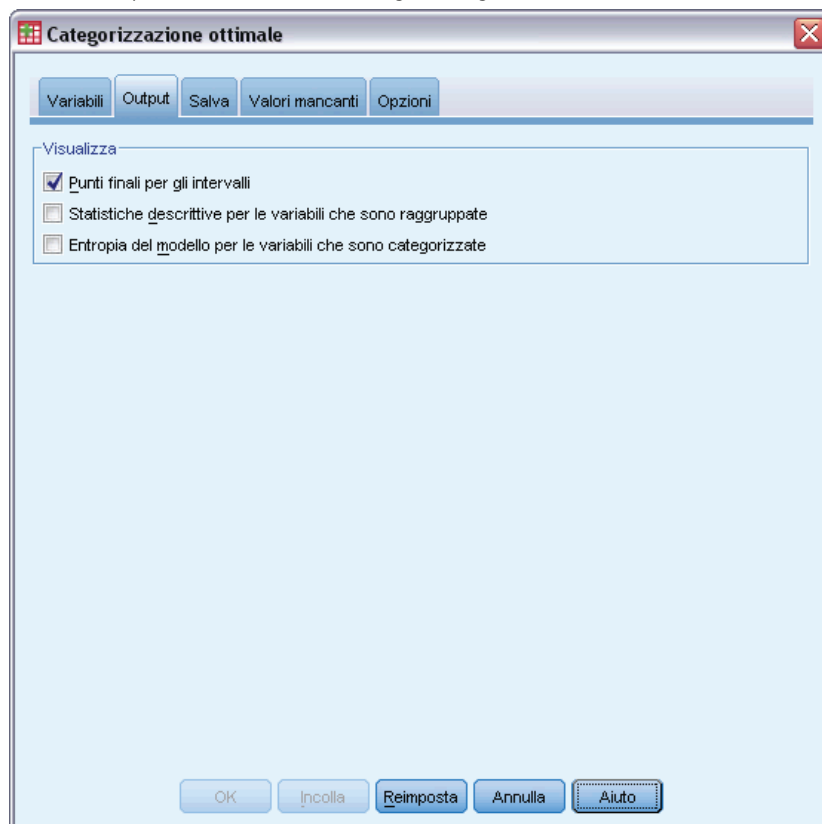 Categorizzazione ottimale
Variabili Output Salva Valori mancanti Opzioni
Visualizza
Punti finali per gli intervalli
Statistiche descrittive per le variabili che sono raggruppate
Entropia del modello per le variabili che sono categorizzate
OK Incolla Reimposta Annulla Aiuto